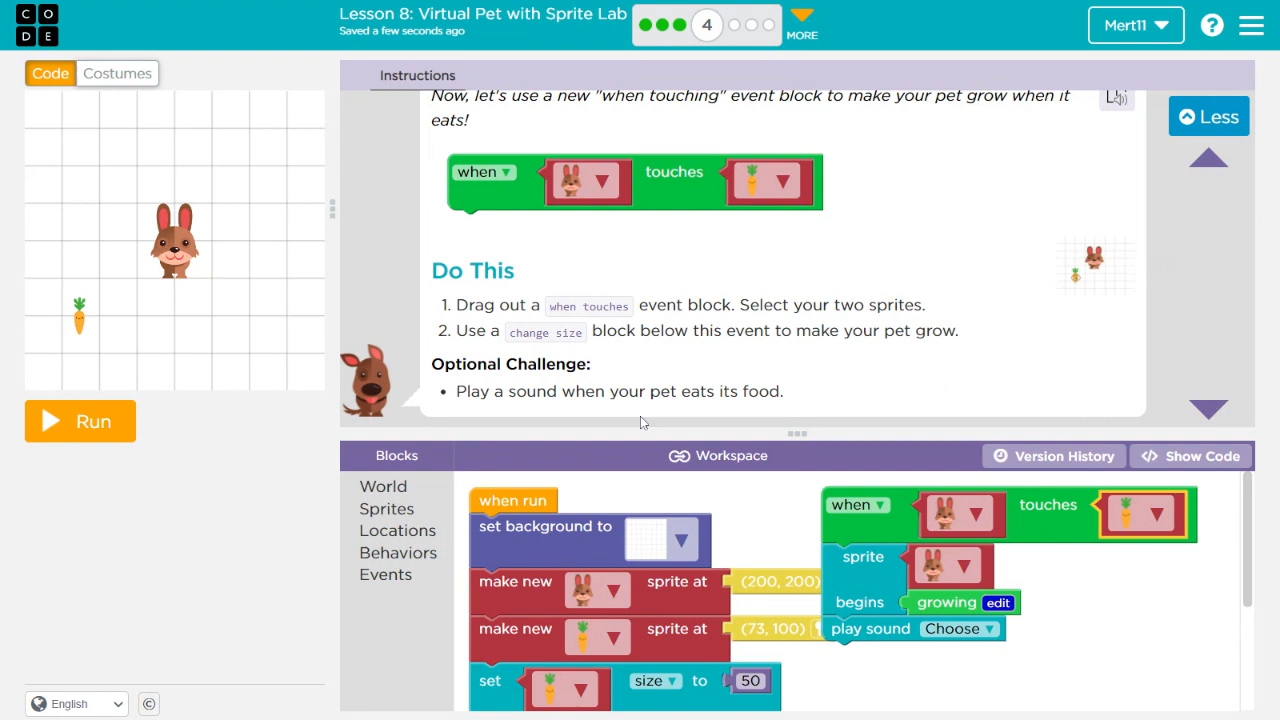 C O
D E
Lesson 8: Virtual Pet with Sprite Lab
Saved a few seconds ago
4
MORE
Mert11
?
Code
Costumes
Instructions
Now, let's use a new "when touching" event block to make your pet grow when it
eats!
Less
when touches
Do This
1. Drag out a when touches event block. Select your two sprites.
2. Use a change size block below this event to make your pet grow.
Optional Challenge:
• Play a sound when your pet eats its food.
Run
Blocks
Workspace
Version History
Show Code
World
Sprites
Locations
Behaviors
Events
when run
set background to
make new sprite at (200, 200)
make new sprite at (73, 100)
set size to 50
when touches
sprite
begins growing edit
play sound Choose
English
©